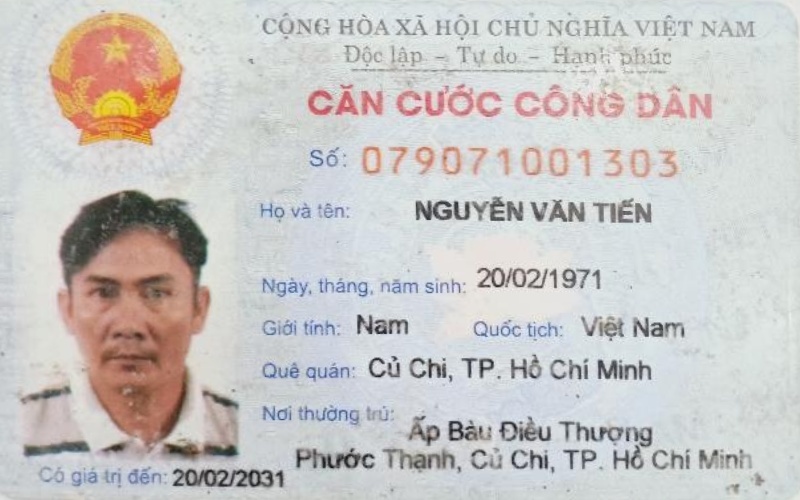 CỘNG HÒA XÃ HỘI CHỦ NGHĨA VIỆT NAM
Độc lập – Tự do – Hạnh phúc
CĂN CƯỚC CÔNG DÂN
Số: 079071001303
Họ và tên: NGUYỄN VĂN TIẾN
Ngày, tháng, năm sinh: 20/02/1971
Giới tính: Nam Quốc tịch: Việt Nam
Quê quán: Củ Chi, TP. Hồ Chí Minh
Nơi thường trú: Ấp Bàu Điều Thượng
Phước Thạnh, Củ Chi, TP. Hồ Chí Minh
Có giá trị đến: 20/02/2031